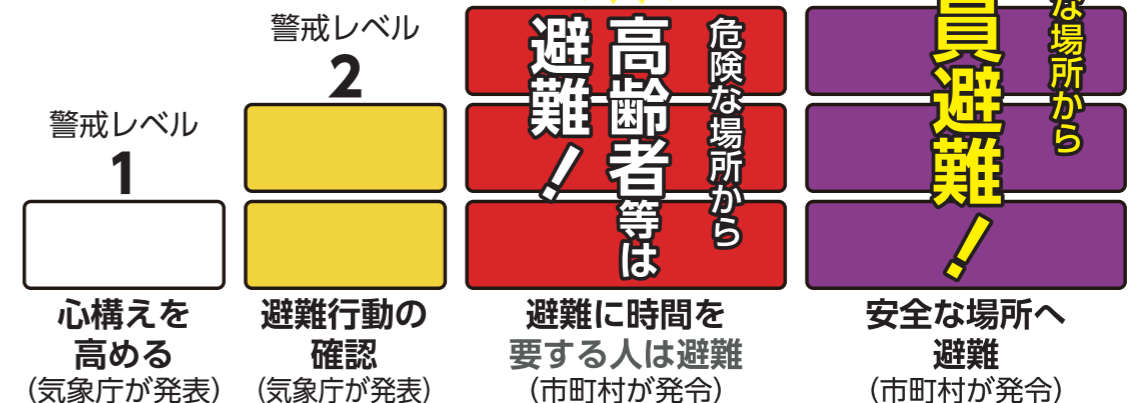 警戒レベル
1
心構えを
高める
(気象庁が発表)
警戒レベル
2
避難行動の
確認
(気象庁が発表)
危険な場所から
高齢者等は
避難!
避難に時間を
要する人は避難
(市町村が発令)
な場所から
員避難!
安全な場所へ
避難
(市町村が発令)